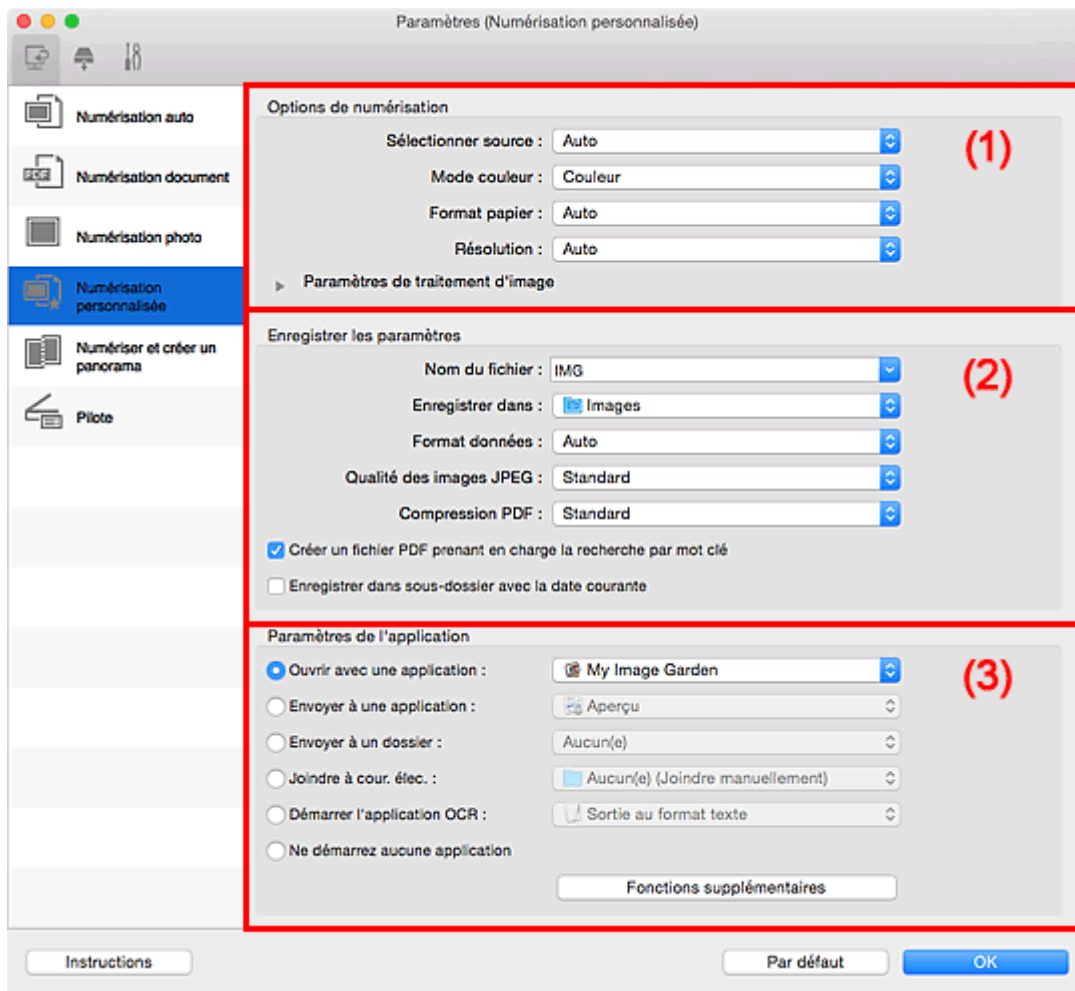 Paramètres (Numérisation personnalisée)
Numérisation auto
PDF
Numérisation document
Numérisation photo
Numérisation
personnalisée
Numériser et créer un
panorama
Pilote
Options de numérisation
(1)
Sélectionner source : Auto
Mode couleur : Couleur
Format papier : Auto
Résolution : Auto
Paramètres de traitement d'image
Enregistrer les paramètres
(2)
Nom du fichier : IMG
Enregistrer dans : Images
Format données : Auto
Qualité des images JPEG : Standard
Compression PDF : Standard
Créer un fichier PDF prenant en charge la recherche par mot clé
Enregistrer dans sous-dossier avec la date courante
Paramètres de l'application
(3)
Ouvrir avec une application : My Image Garden
Envoyer à une application : Aperçu
Envoyer à un dossier : Aucun(e)
Joindre à cour. élec. : Aucun(e) (Joindre manuellement)
Démarrer l'application OCR : Sortie au format texte
Ne démarrez aucune application
Fonctions supplémentaires
Instructions
Par défaut
OK